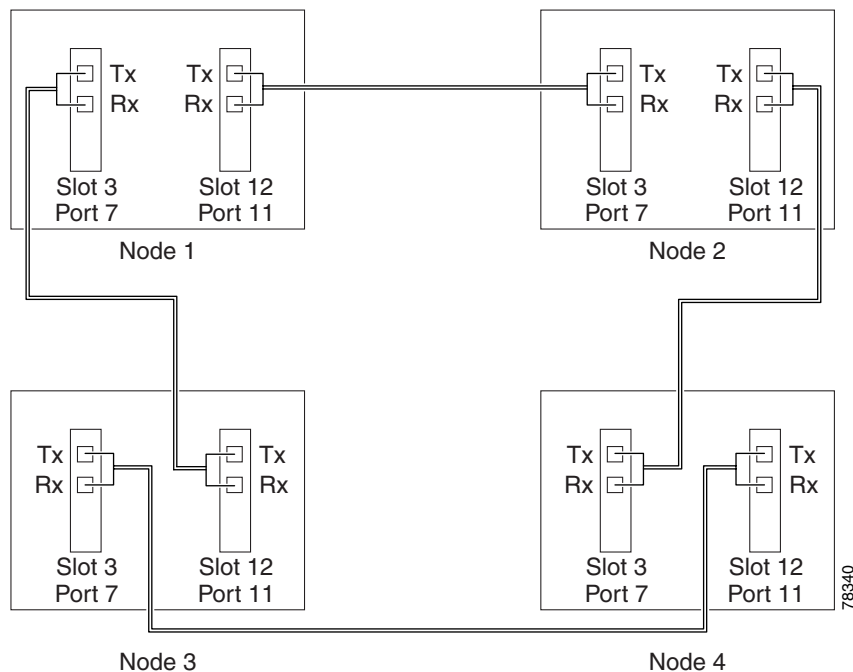 Tx Tx Tx Tx
Rx Rx Rx Rx
Slot 3 Slot 12 Slot 3 Slot 12
Port 7 Port 11 Port 7 Port 11
Node 1 Node 2
Tx Tx Tx Tx
Rx Rx Rx Rx
Slot 3 Slot 12 Slot 3 Slot 12
Port 7 Port 11 Port 7 Port 11
78340
Node 3 Node 4